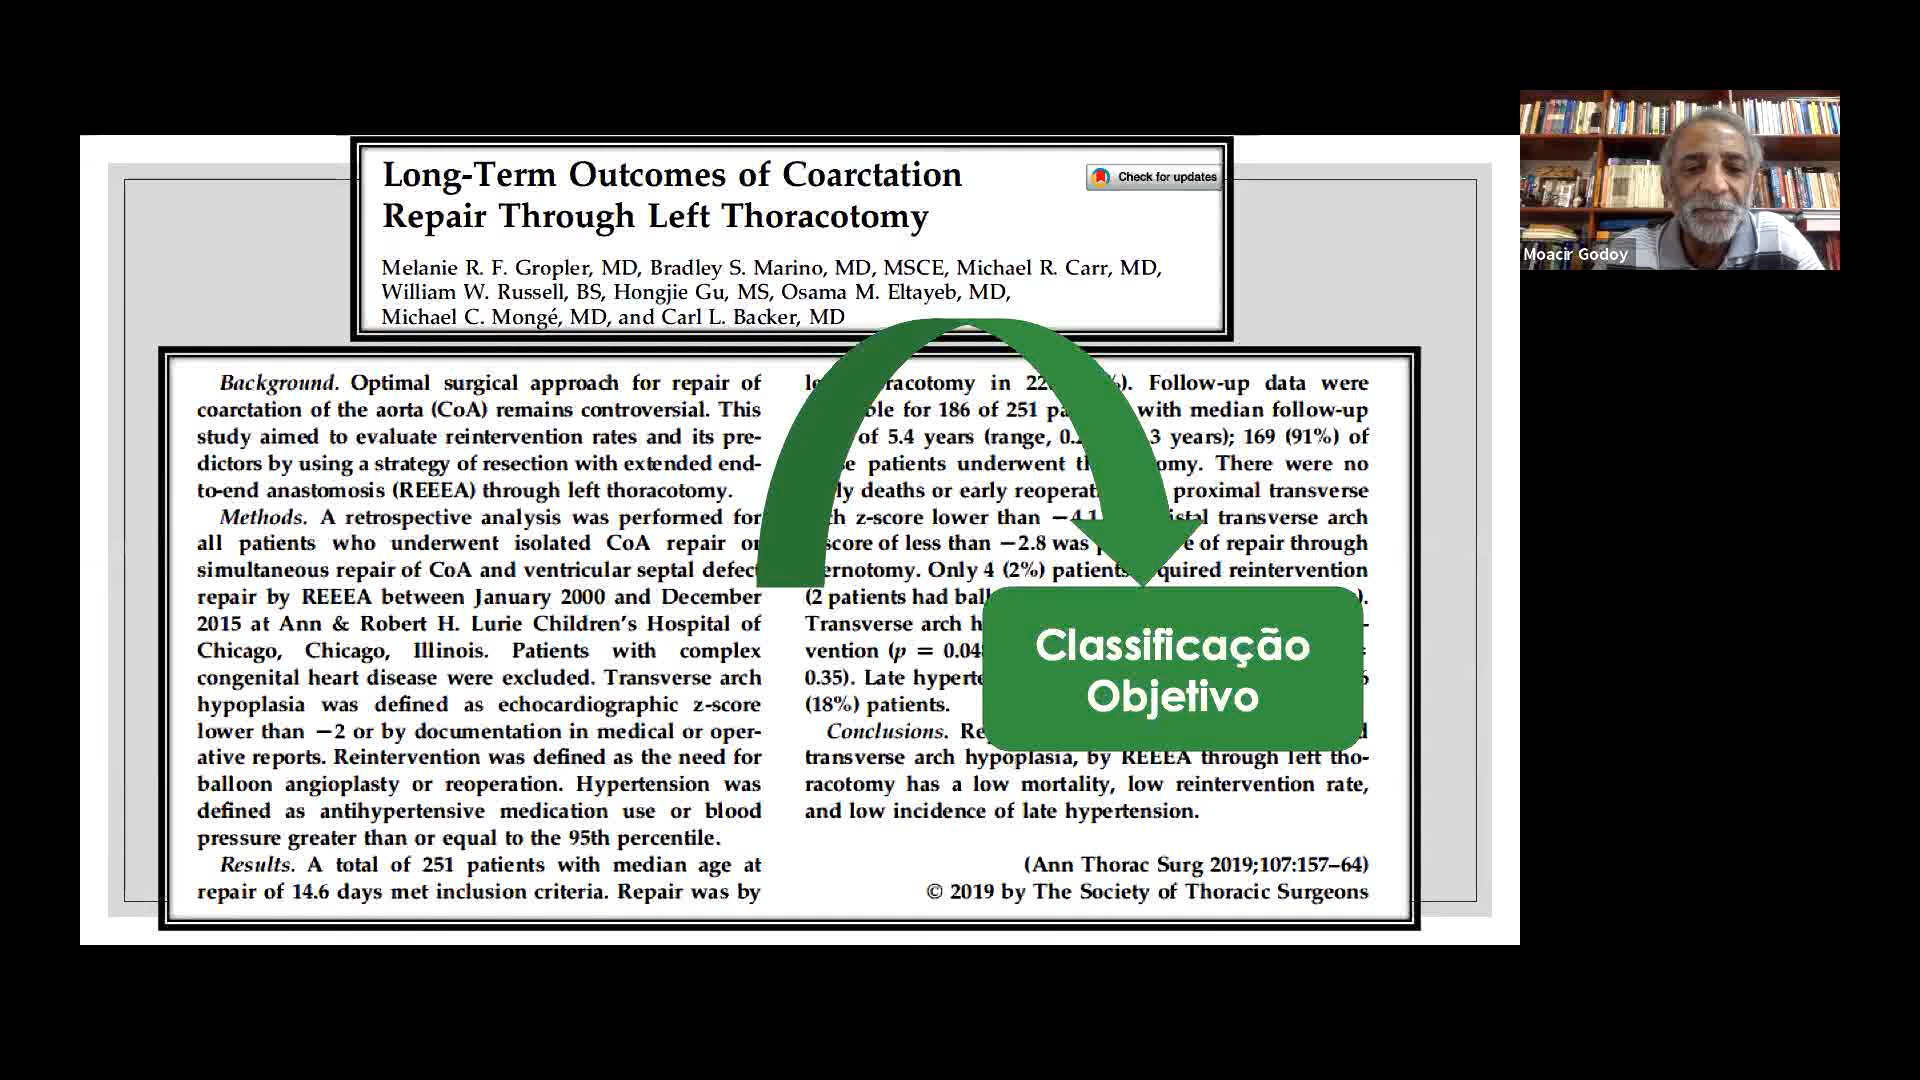 Long-Term Outcomes of Coarctation
Repair Through Left Thoracotomy
Check for updates
Melanie R. F. Gropler, MD, Bradley S. Marino, MD, MSCE, Michael R. Carr, MD,
William W. Russell, BS, Hongjie Gu, MS, Osama M. Eltayeb, MD,
Michael C. Mongé, MD, and Carl L. Backer, MD
Background. Optimal surgical approach for repair of
coarctation of the aorta (CoA) remains controversial. This
study aimed to evaluate reintervention rates and its pre-
dictors by using a strategy of resection with extended end-
to-end anastomosis (REEEA) through left thoracotomy.
Methods. A retrospective analysis was performed for
all patients who underwent isolated CoA repair or
simultaneous repair of CoA and ventricular septal defect
repair by REEEA between January 2000 and December
2015 at Ann & Robert H. Lurie Children's Hospital of
Chicago, Chicago, Illinois. Patients with complex
congenital heart disease were excluded. Transverse arch
hypoplasia was defined as echocardiographic z-score
lower than −2 or by documentation in medical or oper-
ative reports. Reintervention was defined as the need for
balloon angioplasty or reoperation. Hypertension was
defined as antihypertensive medication use or blood
pressure greater than or equal to the 95th percentile.
Results. A total of 251 patients with median age at
repair of 14.6 days met inclusion criteria. Repair was by
in Follow-up data were
for 186 of 251 with median follow-up
of 5.4 years (range, 3 years); 169 (91%) of
patients underwent There were no
deaths or early proximal transverse
z-score lower than −4.1 transverse arch
of less than −2.8 was of repair through
Only 4 (2%) patients reintervention
(2 patients had
Transverse arch
vention (p =
0.35). Late
(18%) patients.
Conclusions.
transverse arch hypoplasia, by REEEA through left tho-
racotomy has a low mortality, low reintervention rate,
and low incidence of late hypertension.
(Ann Thorac Surg 2019;107:157–64)
© 2019 by The Society of Thoracic Surgeons
Classificação
Objetivo
Moacir Godoy